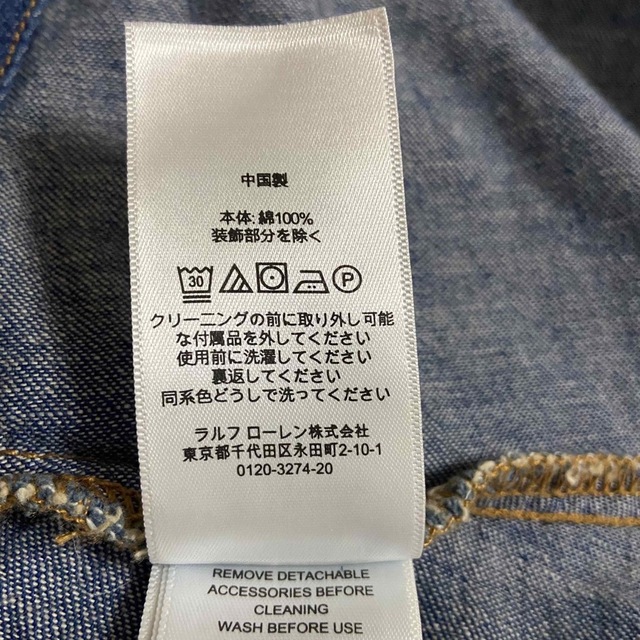 中国製
本体: 綿100%
装飾部分を除く
30 P
クリーニングの前に取り外し可能
な付属品を外してください
使用前に洗濯してください
裏返してください
同系色どうしで洗ってください
ラルフ ローレン株式会社
東京都千代田区永田町2-10-1
0120-3274-20
REMOVE DETACHABLE
ACCESSORIES BEFORE
CLEANING
WASH BEFORE USE